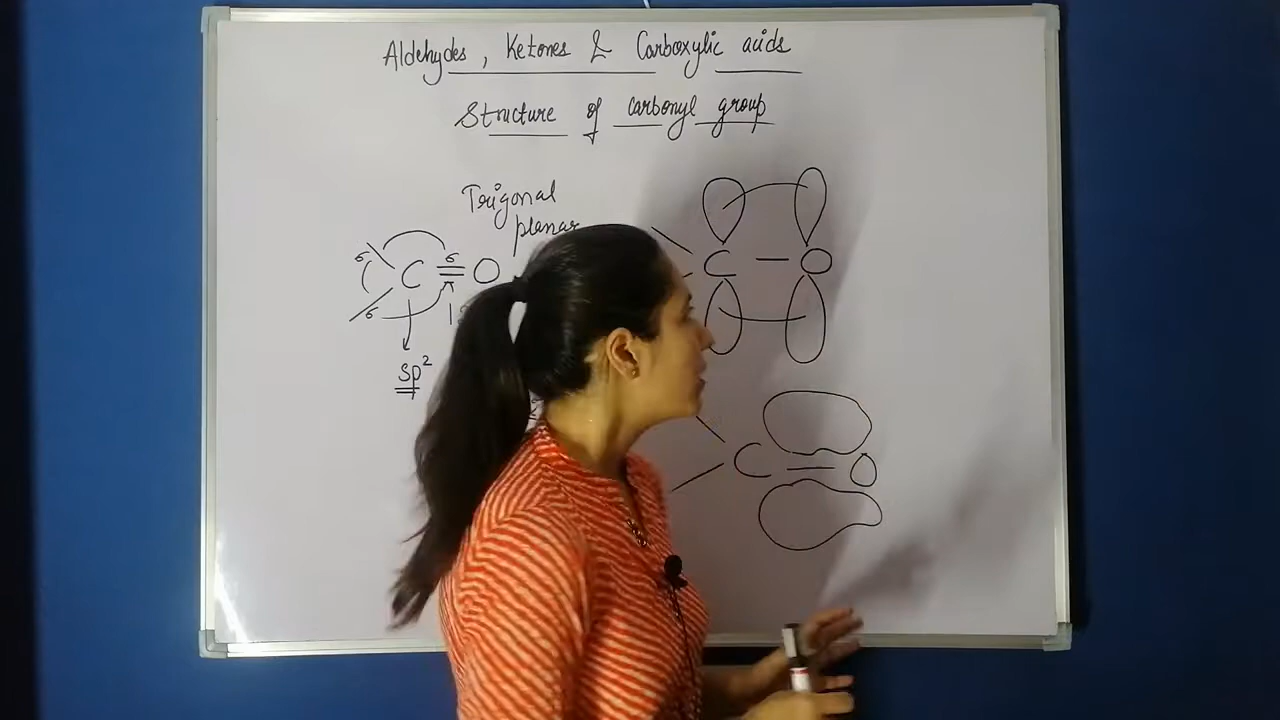 Aldehydes, Ketones & Carboxylic acids
Structure of carbonyl group
Trigonal
planar
σ C σ = O
σ
sp²
C — O
C = O